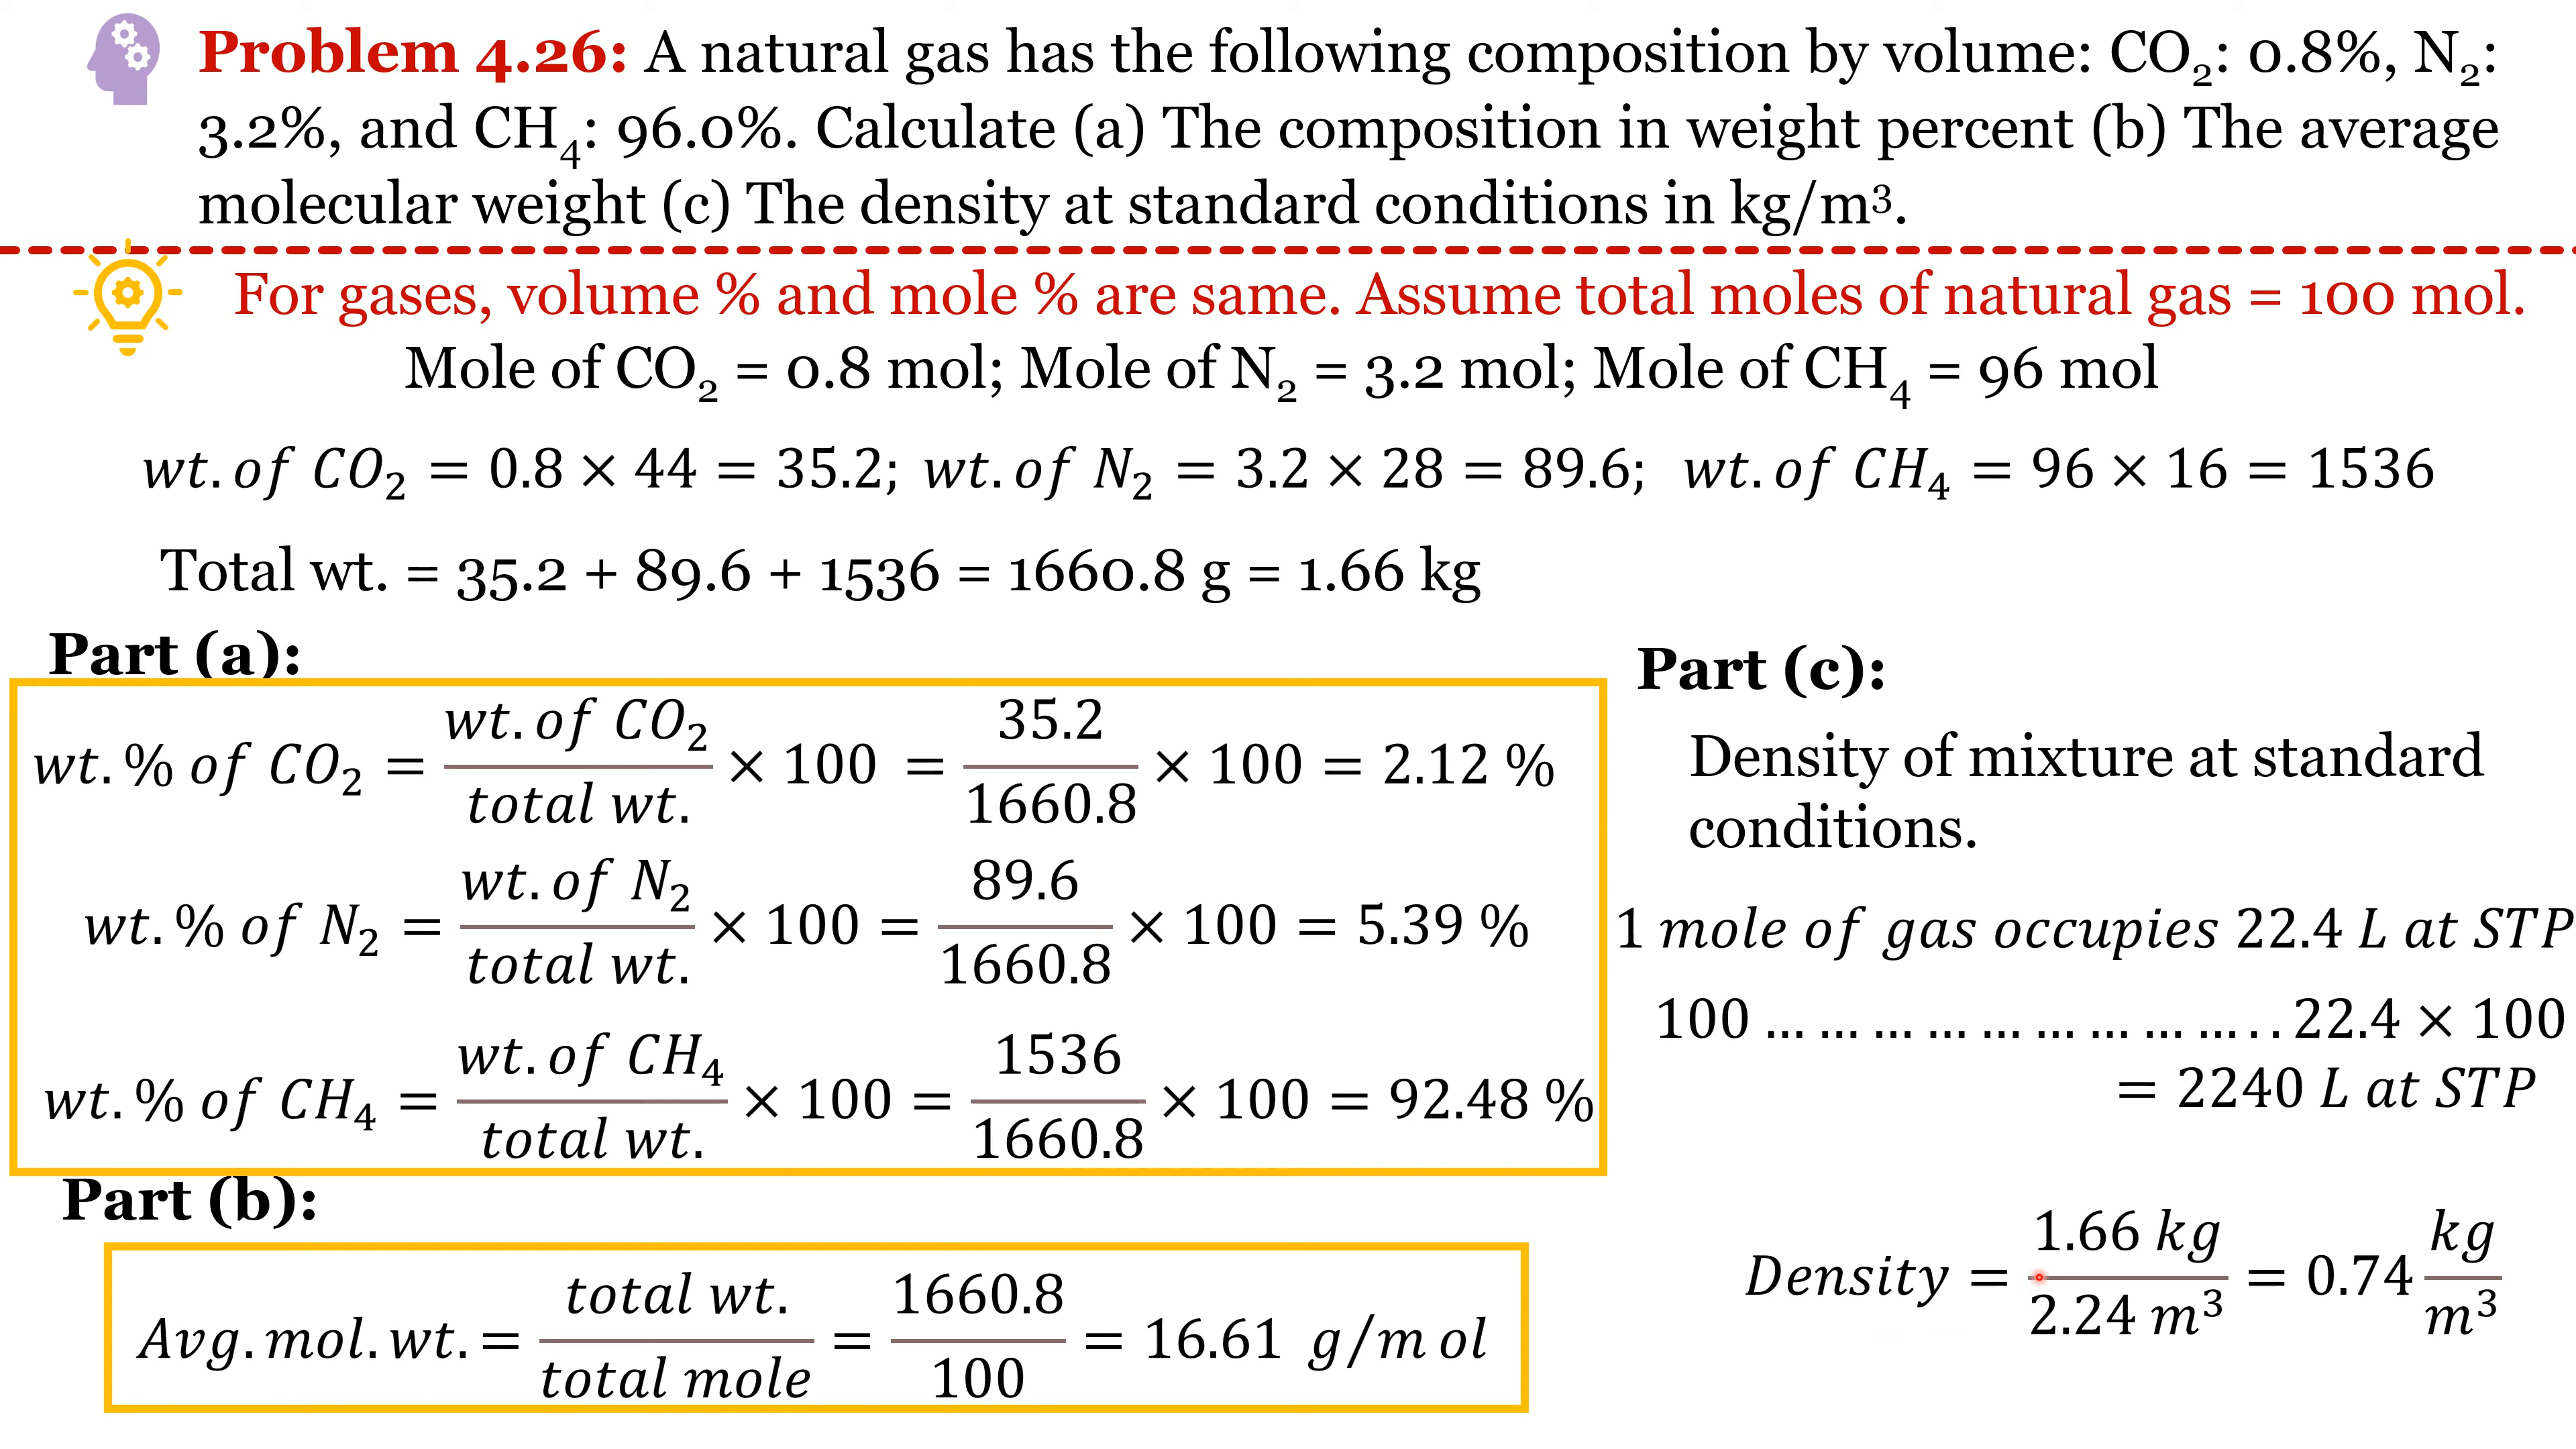 Problem 4.26: A natural gas has the following composition by volume: CO₂: 0.8%, N₂:
3.2%, and CH₄: 96.0%. Calculate (a) The composition in weight percent (b) The average
molecular weight (c) The density at standard conditions in kg/m³.
For gases, volume % and mole % are same. Assume total moles of natural gas = 100 mol.
Mole of CO₂ = 0.8 mol; Mole of N₂ = 3.2 mol; Mole of CH₄ = 96 mol
wt. of CO₂ = 0.8 × 44 = 35.2; wt. of N₂ = 3.2 × 28 = 89.6; wt. of CH₄ = 96 × 16 = 1536
Total wt. = 35.2 + 89.6 + 1536 = 1660.8 g = 1.66 kg
Part (a):
wt. % of CO₂ = wt. of CO₂ / total wt. × 100 = 35.2 / 1660.8 × 100 = 2.12 %
wt. % of N₂ = wt. of N₂ / total wt. × 100 = 89.6 / 1660.8 × 100 = 5.39 %
wt. % of CH₄ = wt. of CH₄ / total wt. × 100 = 1536 / 1660.8 × 100 = 92.48 %
Part (b):
Avg. mol. wt. = total wt. / total mole = 1660.8 / 100 = 16.61 g/m ol
Part (c):
Density of mixture at standard
conditions.
1 mole of gas occupies 22.4 L at STP
100 … … … … … … … … … . . 22.4 × 100
= 2240 L at STP
Density = 1.66 kg / 2.24 m³ = 0.74 kg / m³